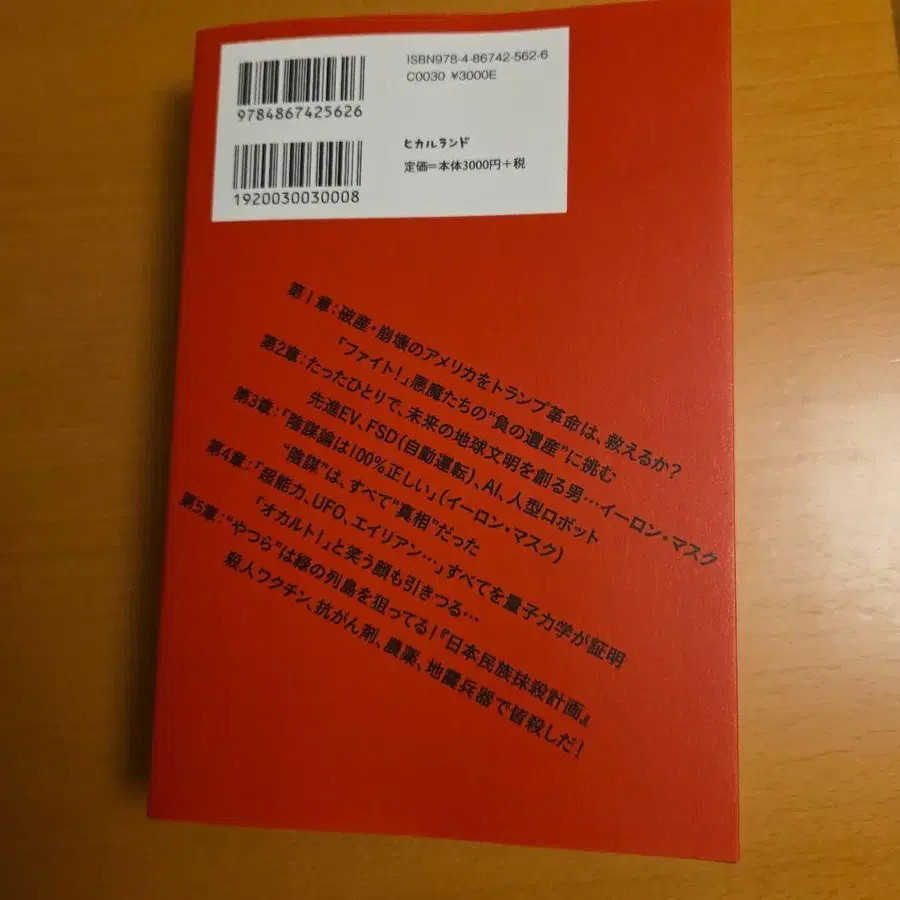 ISBN978-4-86742-562-6
C0030 ¥3000E
9784867425626
ヒカルランド
定価=本体3000円+税
1920030030008
第1章:破産・崩壊のアメリカをトランプ革命は、救えるか?
「ファイト!」悪魔たちの“負の遺産”に挑む
第2章:たったひとりで、未来の地球文明を創る男…イーロン・マスク
先進EV、FSD(自動運転)、AI、人型ロボット
第3章:「陰謀論は100%正しい」(イーロン・マスク)
“陰謀”は、すべて“真相”だった
第4章:「超能力、UFO、エイリアン…」すべてを量子力学が証明
「オカルト!」と笑う顔も引きつる…
第5章:“やつら”は緑の列島を狙ってる!『日本民族抹殺計画』
殺人ワクチン、抗がん剤、農薬、地震兵器で皆殺しだ!